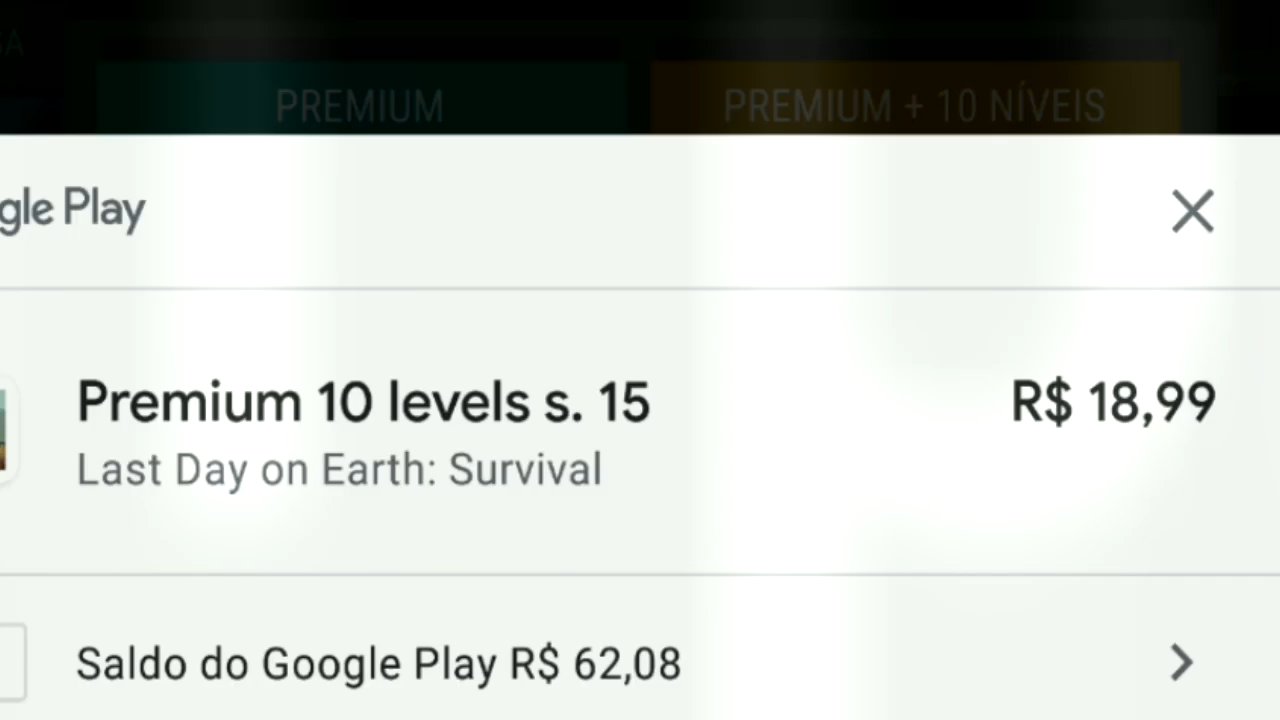 SA
PREMIUM
PREMIUM + 10 NÍVEIS
gle Play
Premium 10 levels s. 15
R$ 18,99
Last Day on Earth: Survival
Saldo do Google Play R$ 62,08